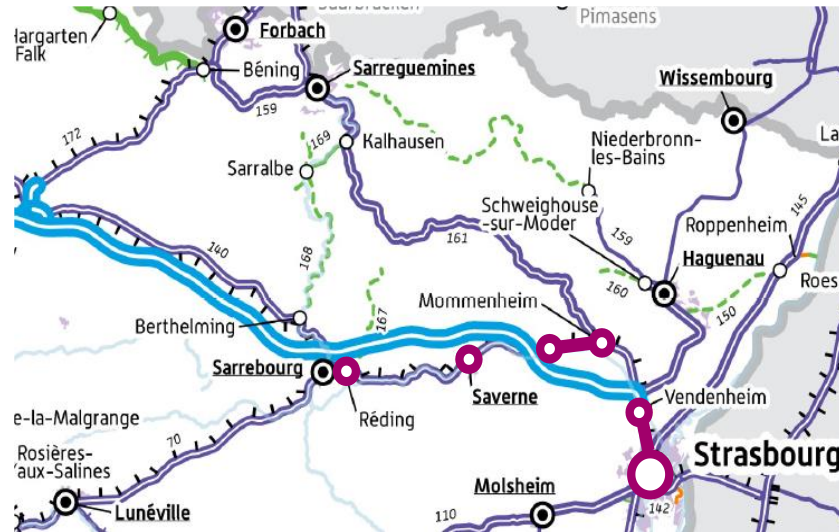 Saarbrücken
Pimasens
Forbach
Hargarten
Falk
Béning
Sarreguemines
Wissembourg
159
172
169
Kalhausen
Niederbronn-
les-Bains
La
Sarralbe
Schweighouse
-sur-Moder
Roppenheim
145
140
168
161
159
Haguenau
160
150
Roes
Mommenheim
167
Berthelming
Sarrebourg
Réding
Saverne
Vendenheim
e-la-Malgrange
70
Rosières-
aux-Salines
Strasbourg
Molsheim
Lunéville
110
142